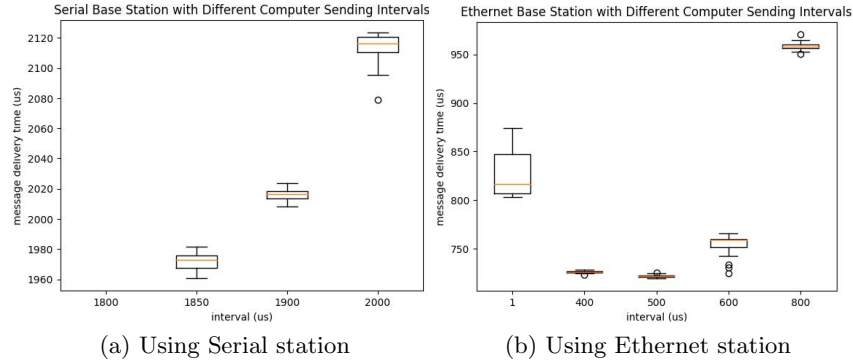 Serial Base Station with Different Computer Sending Intervals
message delivery time (us)
2120
2100
2080
2060
2040
2020
2000
1980
1960
1800 1850 1900 2000
interval (us)
(a) Using Serial station
Ethernet Base Station with Different Computer Sending Intervals
message delivery time (us)
950
900
850
800
750
1 400 500 600 800
interval (us)
(b) Using Ethernet station